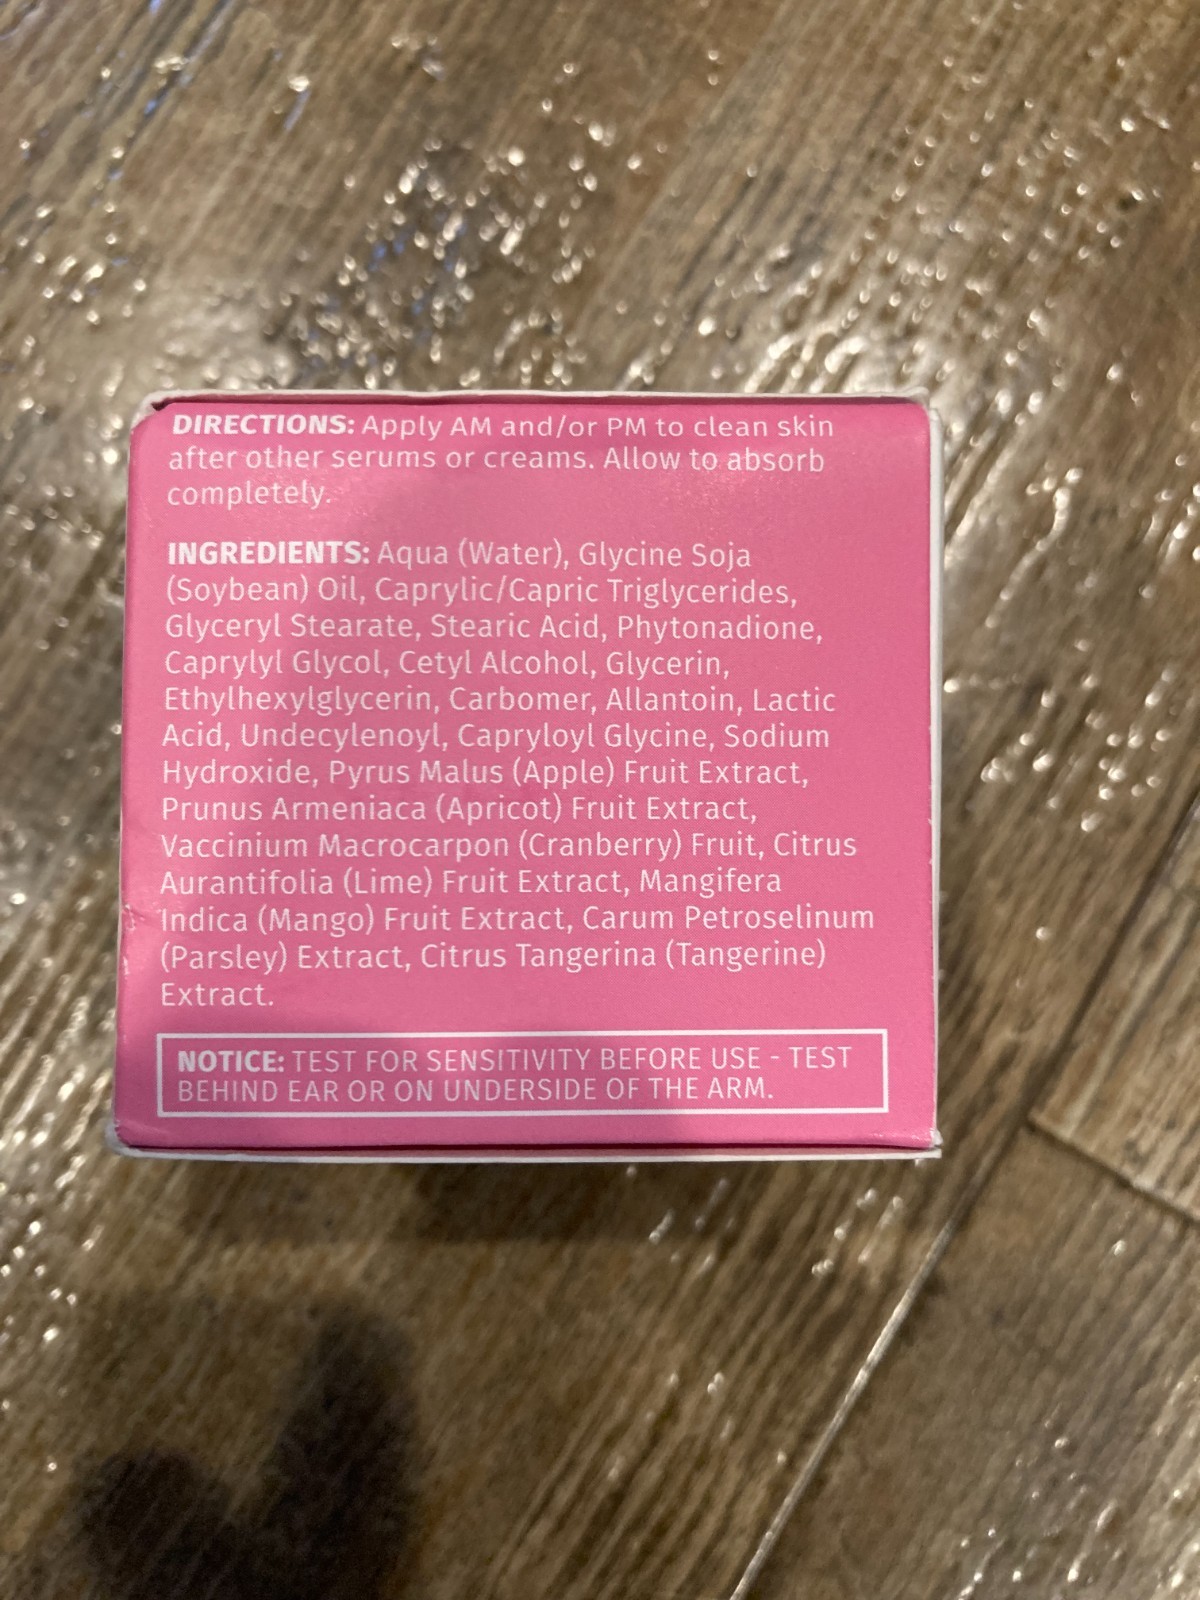 DIRECTIONS: Apply AM and/or PM to clean skin
after other serums or creams. Allow to absorb
completely.
INGREDIENTS: Aqua (Water), Glycine Soja
(Soybean) Oil, Caprylic/Capric Triglycerides,
Glyceryl Stearate, Stearic Acid, Phytonadione,
Caprylyl Glycol, Cetyl Alcohol, Glycerin,
Ethylhexylglycerin, Carbomer, Allantoin, Lactic
Acid, Undecylenoyl, Capryloyl Glycine, Sodium
Hydroxide, Pyrus Malus (Apple) Fruit Extract,
Prunus Armeniaca (Apricot) Fruit Extract,
Vaccinium Macrocarpon (Cranberry) Fruit, Citrus
Aurantifolia (Lime) Fruit Extract, Mangifera
Indica (Mango) Fruit Extract, Carum Petroselinum
(Parsley) Extract, Citrus Tangerina (Tangerine)
Extract.
NOTICE: TEST FOR SENSITIVITY BEFORE USE - TEST
BEHIND EAR OR ON UNDERSIDE OF THE ARM.